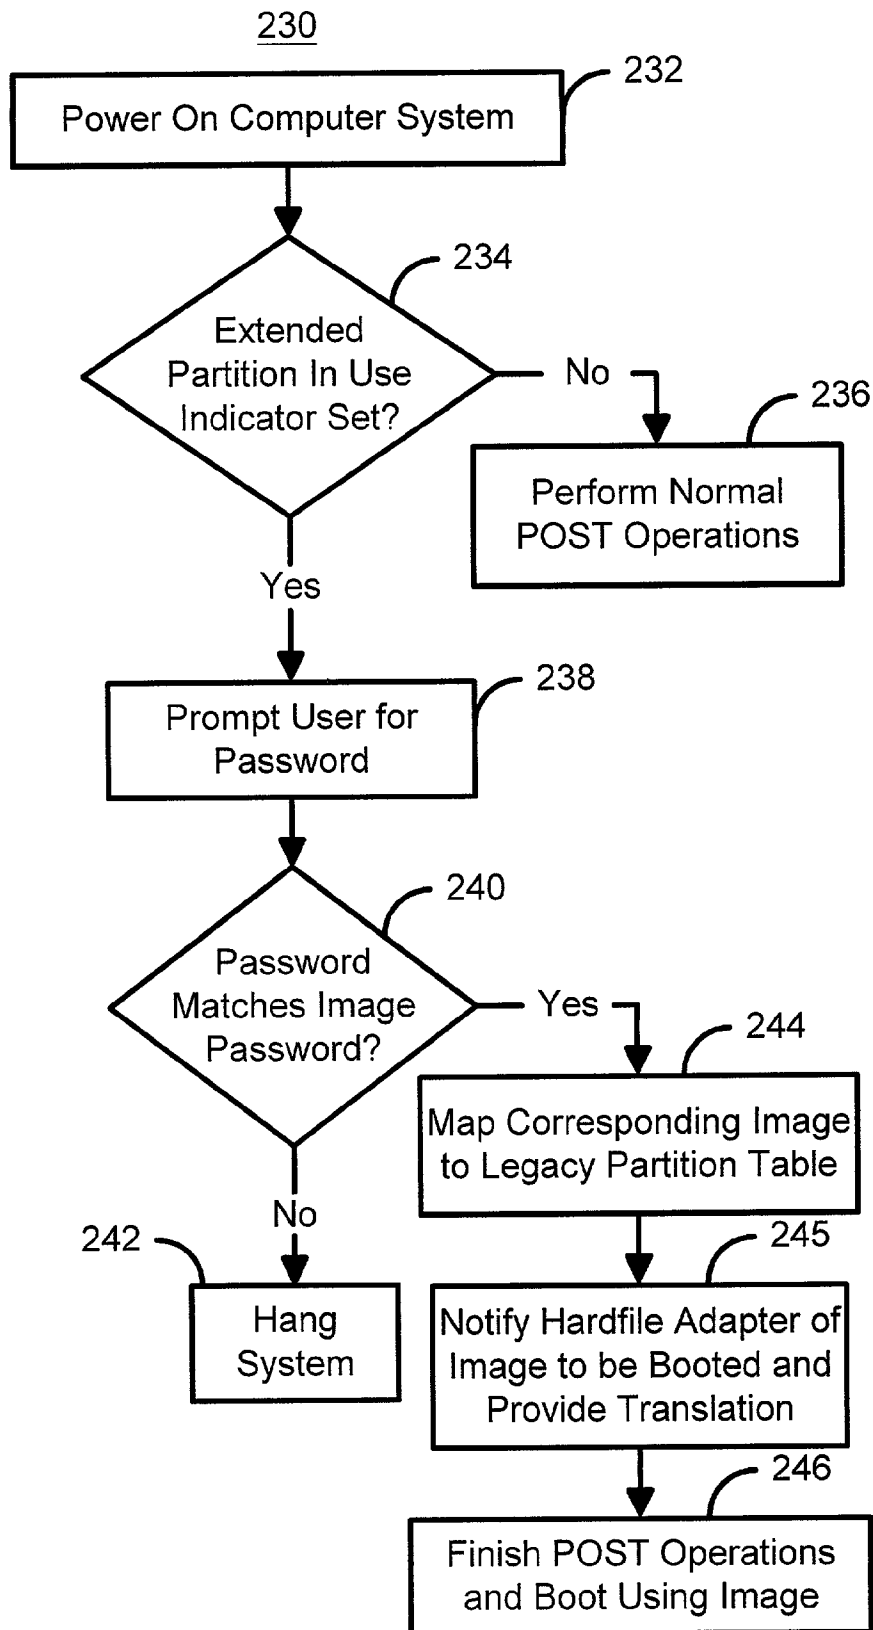 230
232
Power On Computer System
234
Extended
Partition In Use
Indicator Set?
No
236
Perform Normal
POST Operations
Yes
238
Prompt User for
Password
240
Password
Matches Image
Password?
Yes
244
Map Corresponding Image
to Legacy Partition Table
No
242
Hang
System
245
Notify Hardfile Adapter of
Image to be Booted and
Provide Translation
246
Finish POST Operations
and Boot Using Image